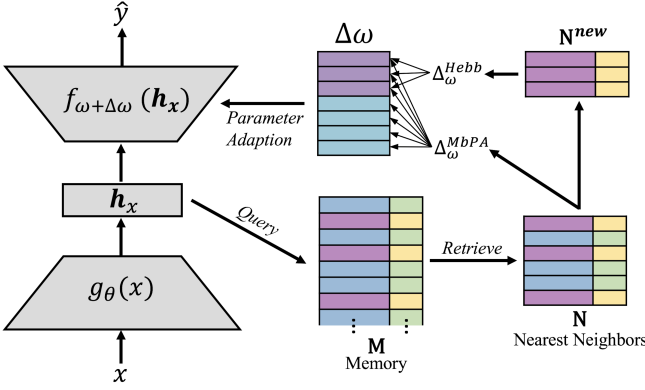 ŷ
Δω
N^{new}
f_{ω+Δω} (h_x)
Δ_ω^{Hebb}
Parameter
Adaption
Δ_ω^{MbPA}
h_x
Query
Retrieve
g_θ(x)
N
Nearest Neighbors
M
Memory
x